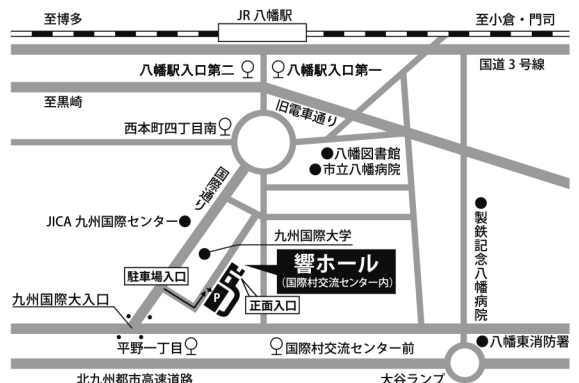 至博多
JR 八幡駅
至小倉・門司
八幡駅入口第二
八幡駅入口第一
国道3号線
至黒崎
旧電車通り
西本町四丁目南
八幡図書館
市立八幡病院
国際通り
JICA 九州国際センター
製鉄記念八幡病院
九州国際大学
響ホール
(国際村交流センター内)
駐車場入口
P
正面入口
九州国際大入口
平野一丁目
国際村交流センター前
八幡東消防署
北九州都市高速道路
大谷ランプ